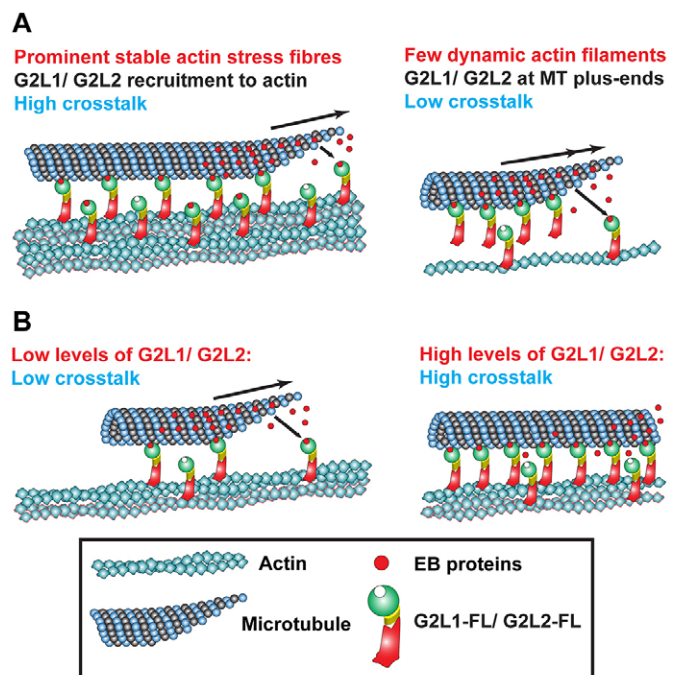 A
Prominent stable actin stress fibres
G2L1/ G2L2 recruitment to actin
High crosstalk
Few dynamic actin filaments
G2L1/ G2L2 at MT plus-ends
Low crosstalk
B
Low levels of G2L1/ G2L2:
Low crosstalk
High levels of G2L1/ G2L2:
High crosstalk
Actin
EB proteins
Microtubule
G2L1-FL/ G2L2-FL